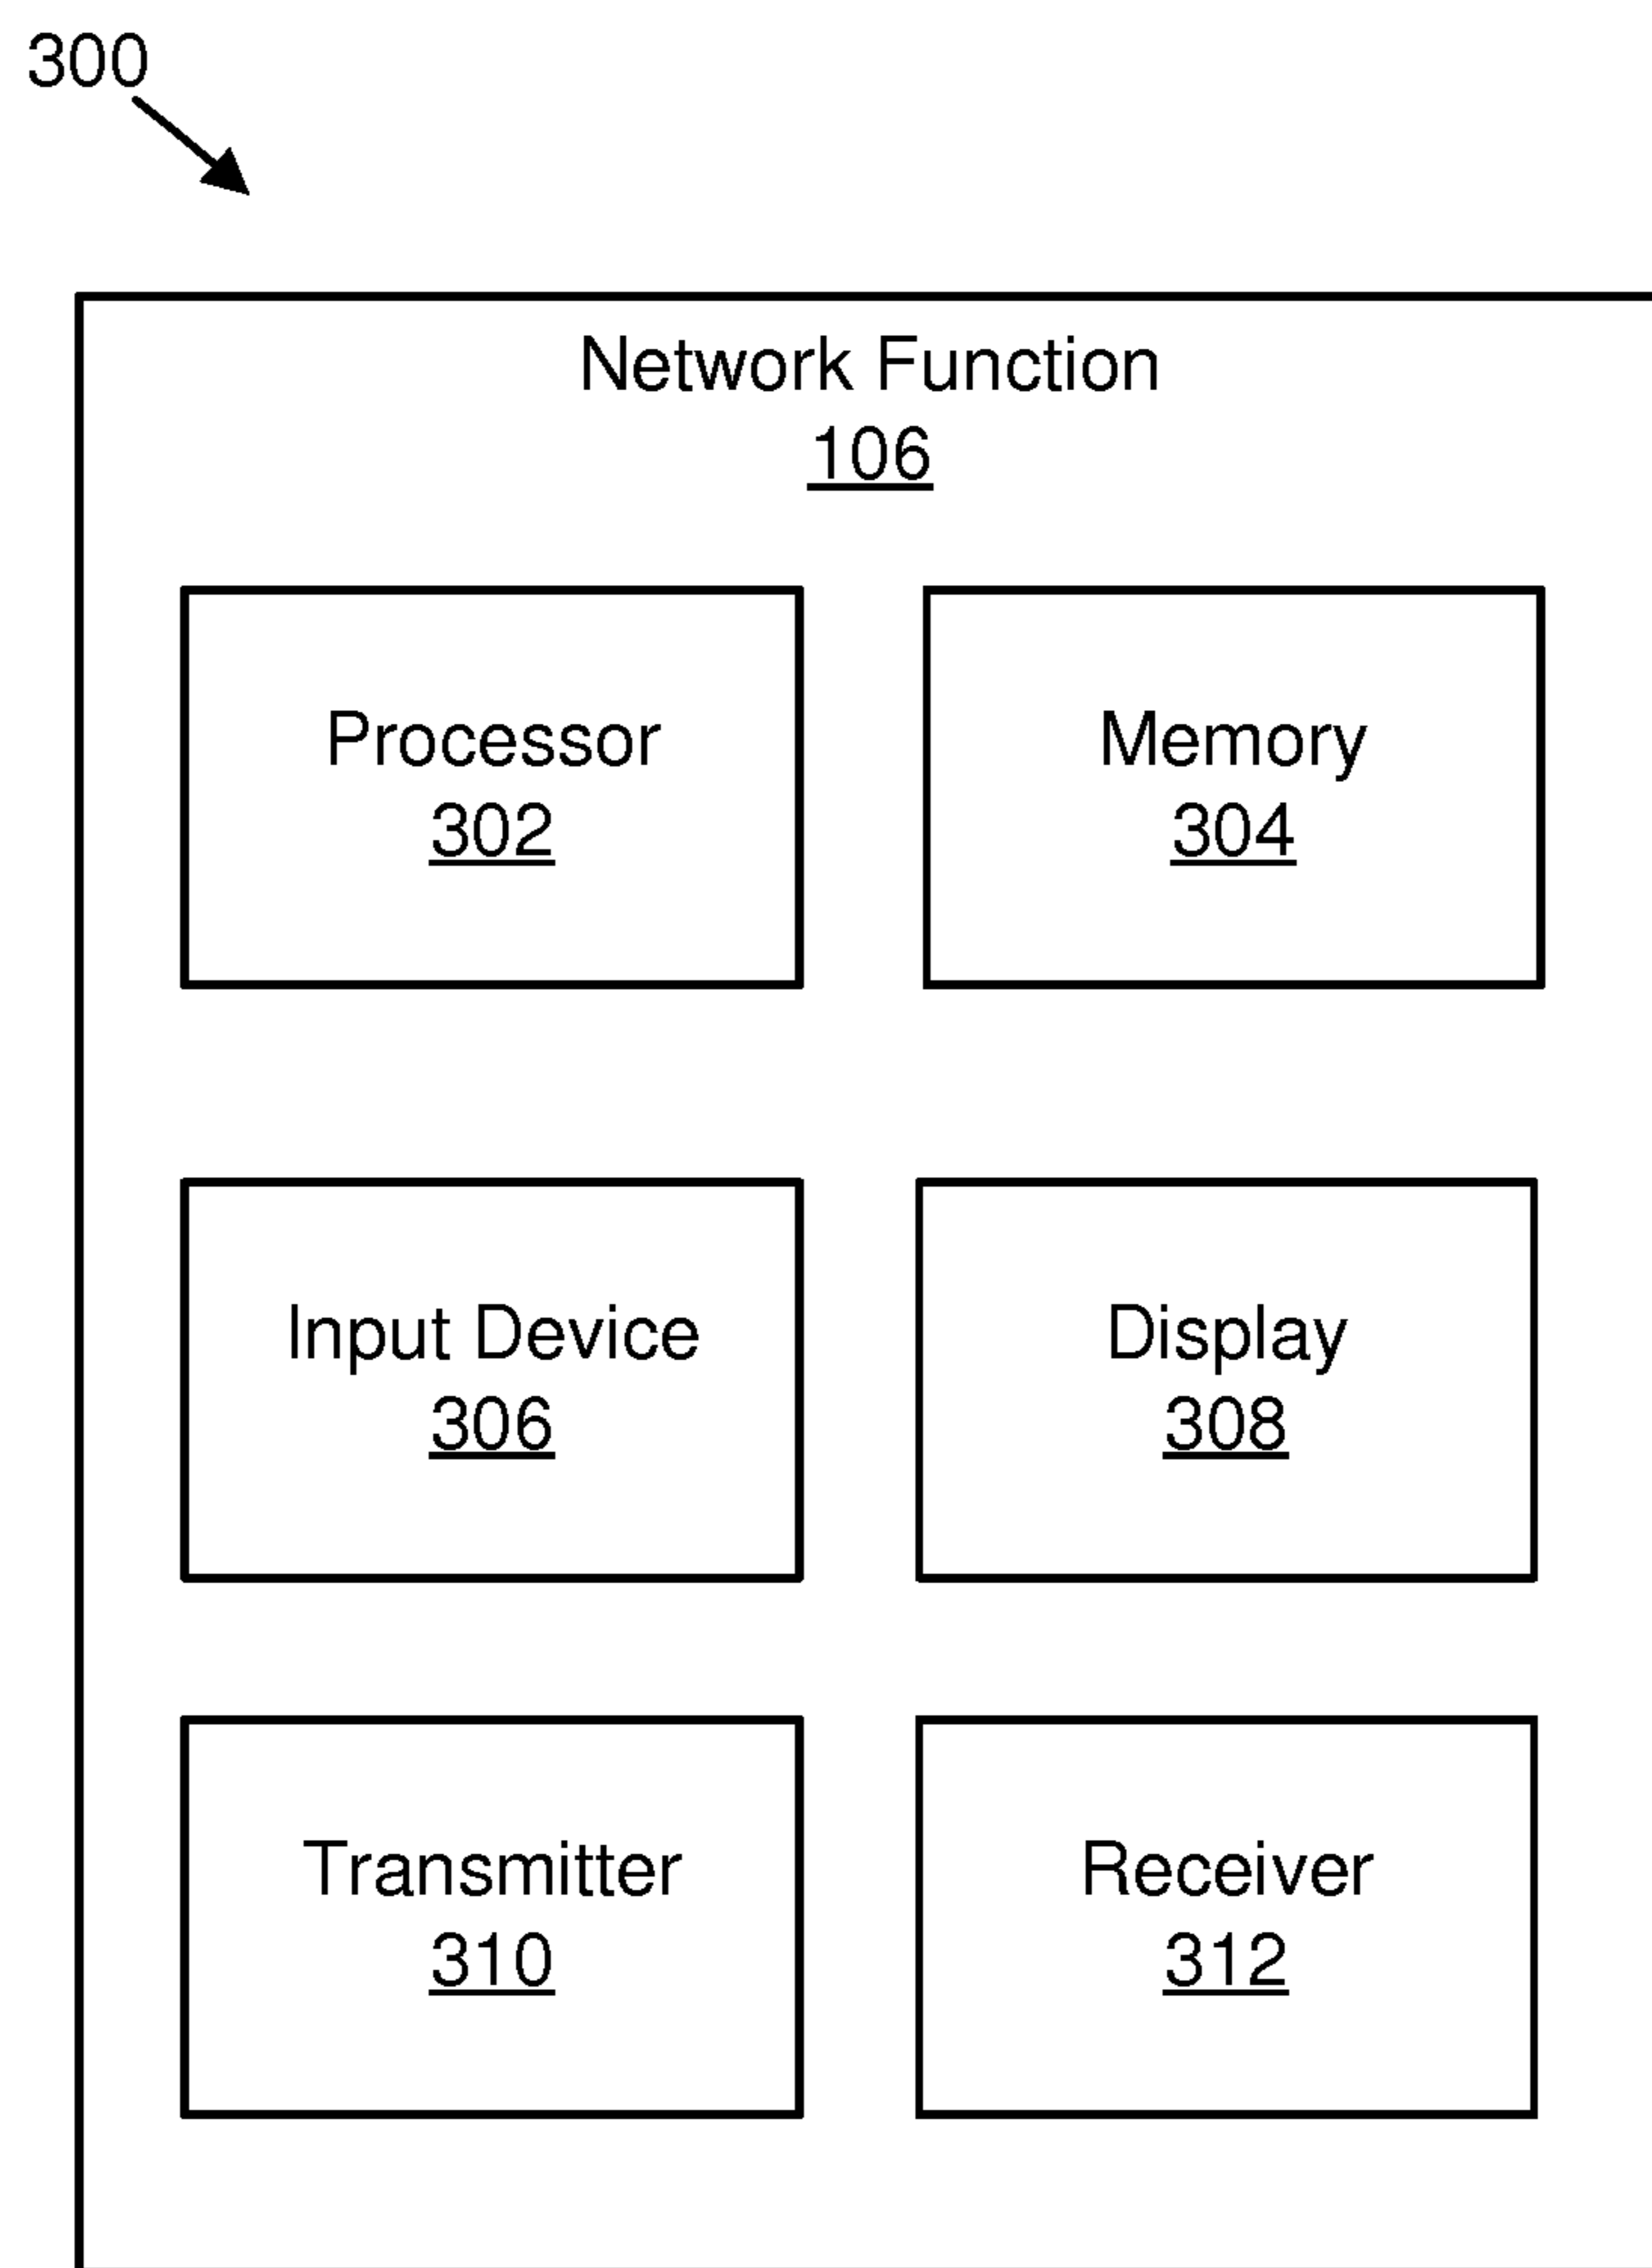 300
Network Function
106
Processor
302
Memory
304
Input Device
306
Display
308
Transmitter
310
Receiver
312